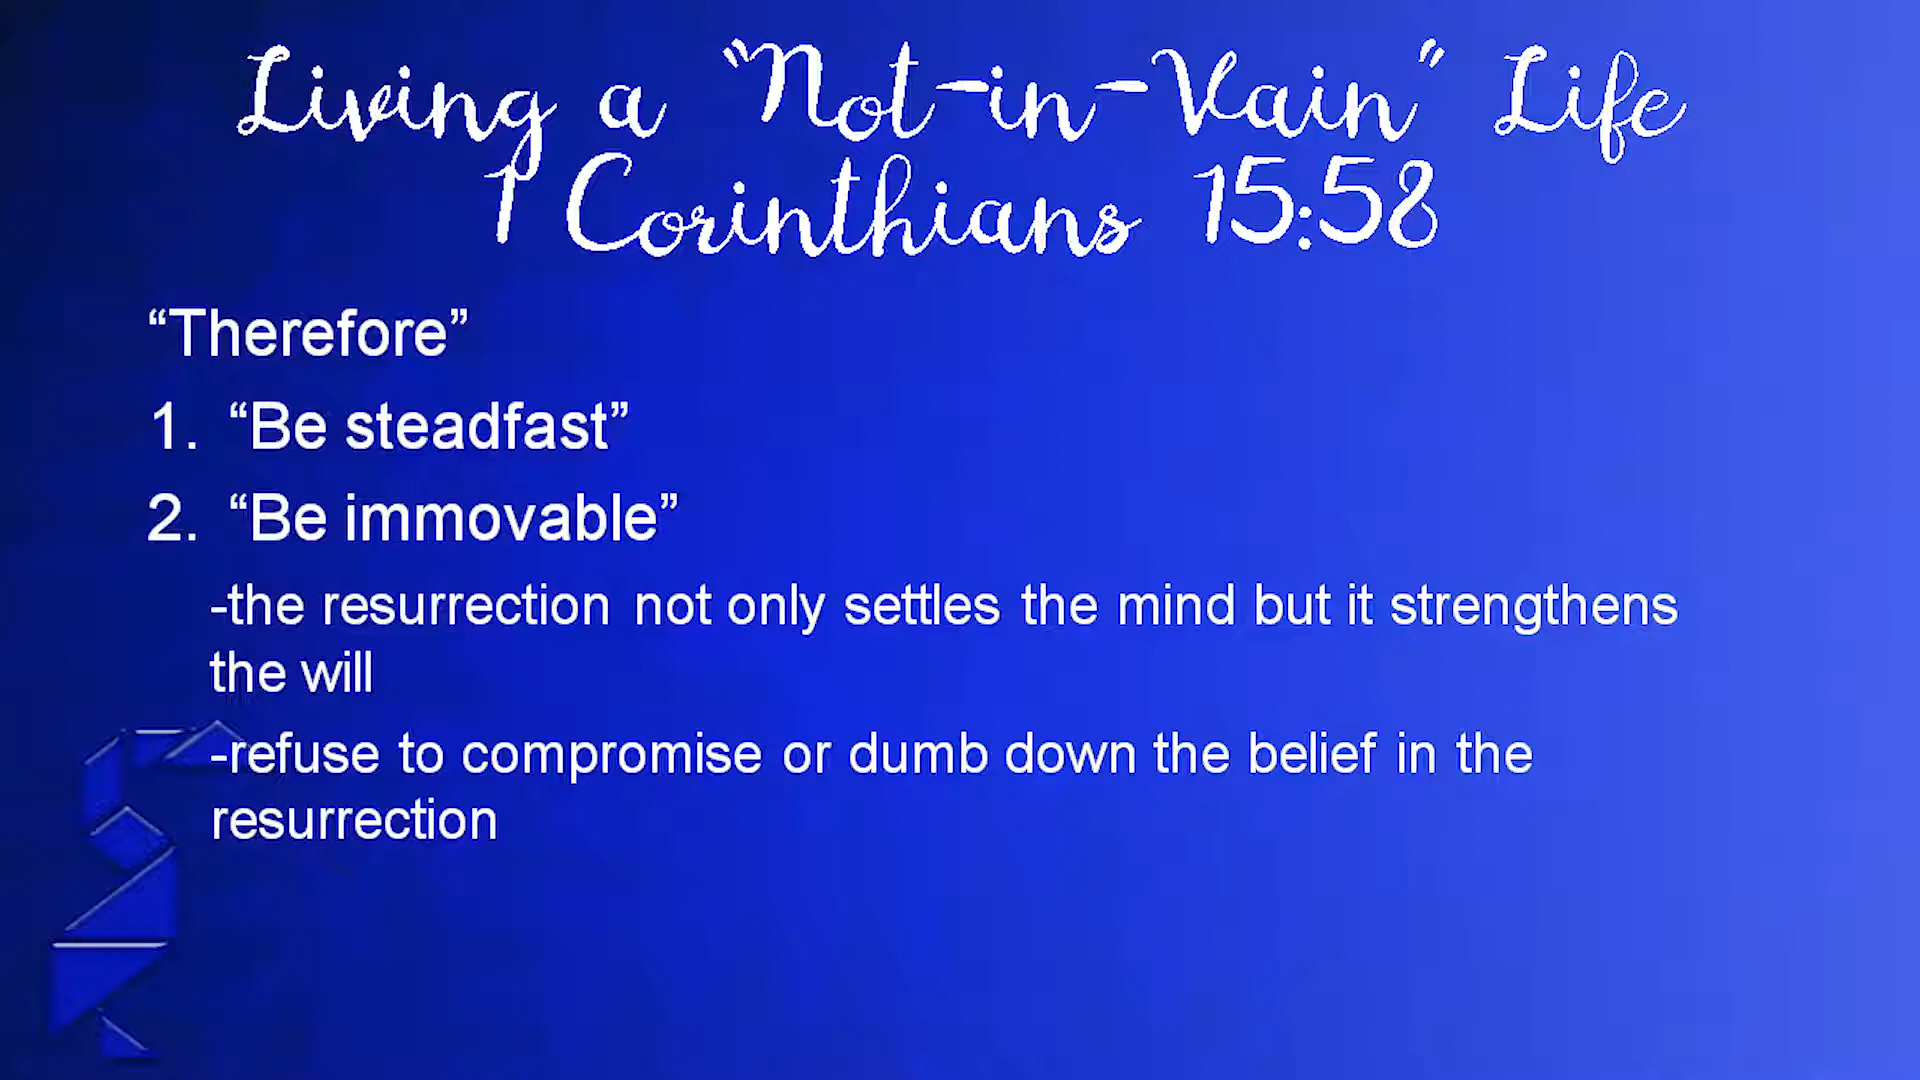 Living a "Not-in-Vain" Life
1 Corinthians 15:58
“Therefore”
1. “Be steadfast”
2. “Be immovable”
-the resurrection not only settles the mind but it strengthens
the will
-refuse to compromise or dumb down the belief in the
resurrection